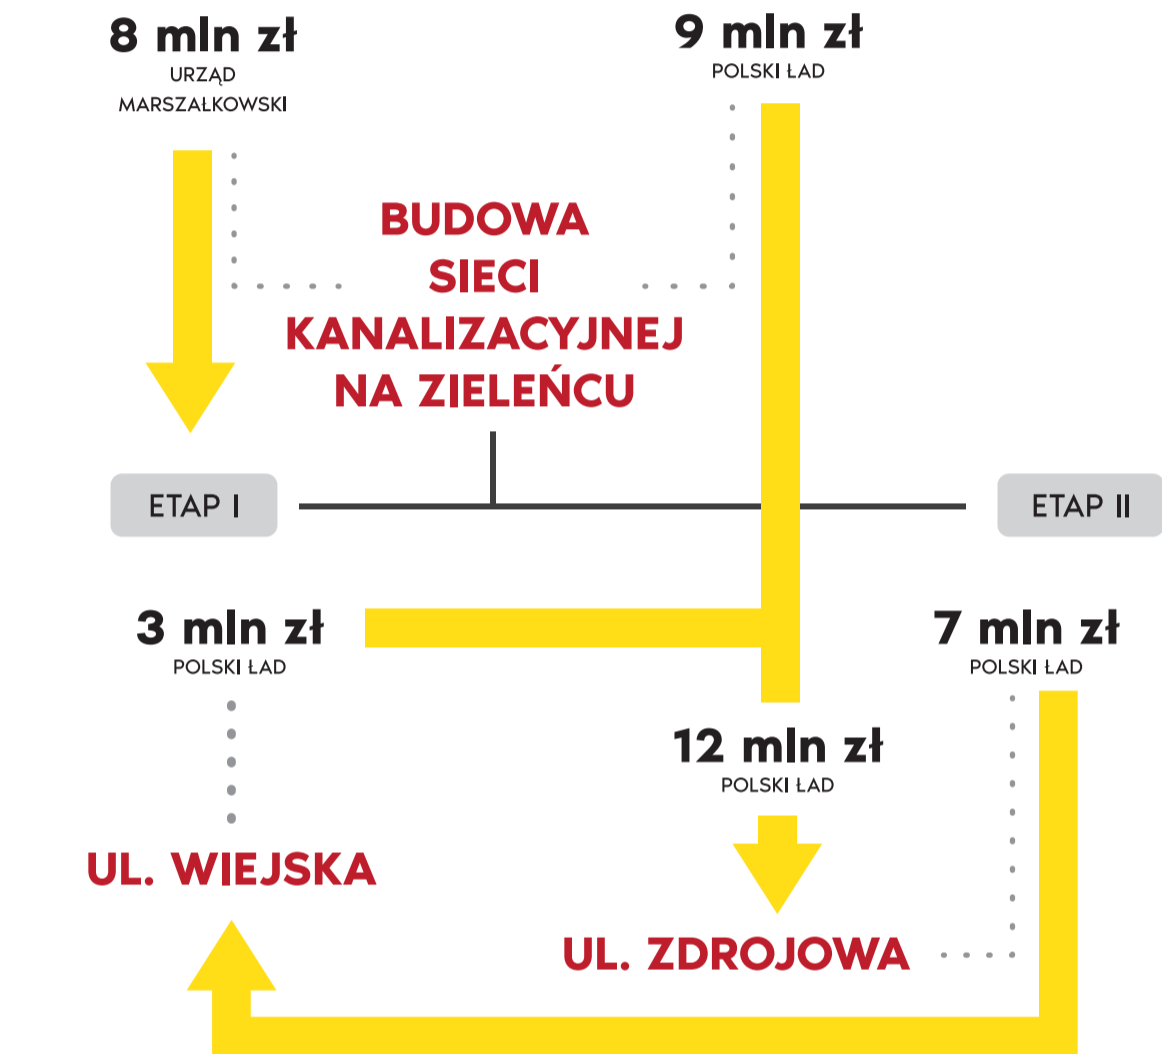 8 mln zł
URZĄD
MARSZAŁKOWSKI
9 mln zł
POLSKI ŁAD
BUDOWA
SIECI
KANALIZACYJNEJ
NA ZIELEŃCU
ETAP I
ETAP II
3 mln zł
POLSKI ŁAD
7 mln zł
POLSKI ŁAD
12 mln zł
POLSKI ŁAD
UL. WIEJSKA
UL. ZDROJOWA